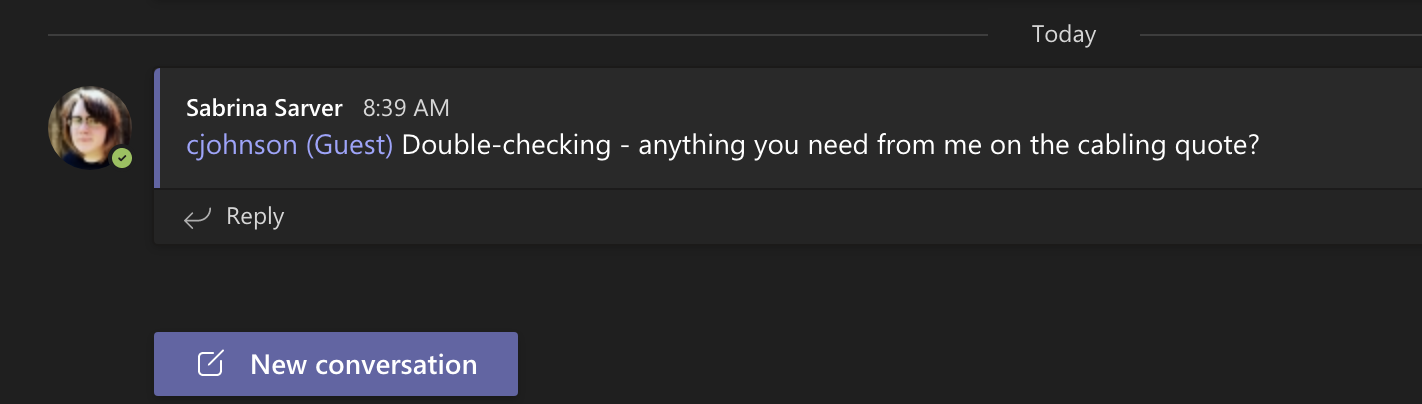 Today
Sabrina Sarver 8:39 AM
cjohnson (Guest) Double-checking - anything you need from me on the cabling quote?
Reply
New conversation